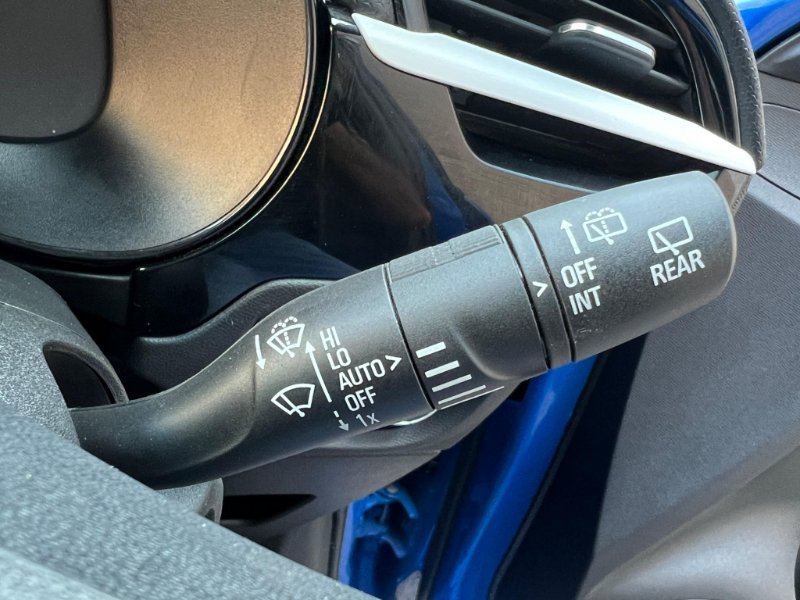 HI
LO
AUTO >
OFF
1x
>
OFF
INT
REAR